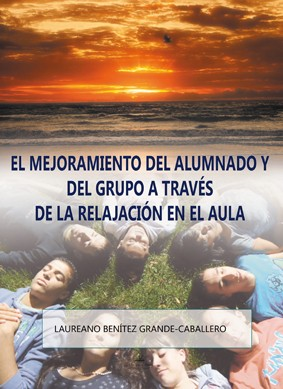 EL MEJORAMIENTO DEL ALUMNADO Y
DEL GRUPO A TRAVÉS
DE LA RELAJACIÓN EN EL AULA
LAUREANO BENÍTEZ GRANDE-CABALLERO